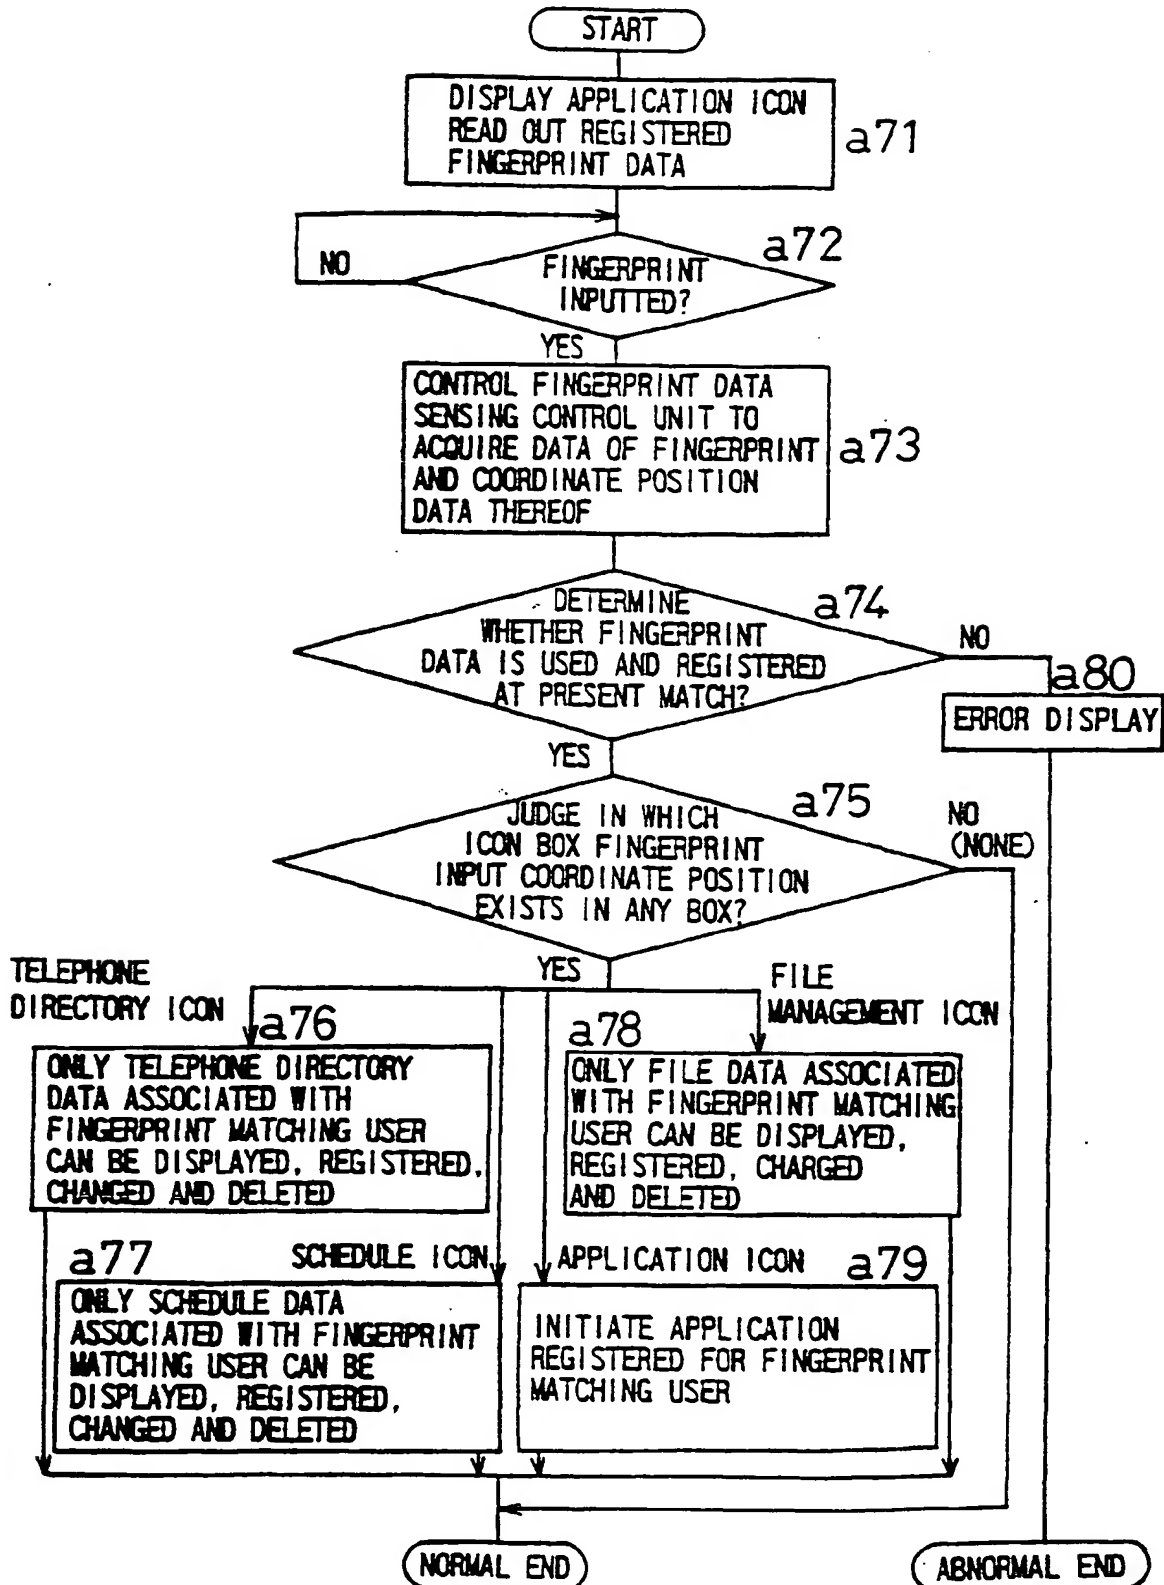 START
DISPLAY APPLICATION ICON
READ OUT REGISTERED
FINGERPRINT DATA
a71
a72
NO
FINGERPRINT
INPUTTED?
YES
CONTROL FINGERPRINT DATA
SENSING CONTROL UNIT TO
ACQUIRE DATA OF FINGERPRINT
AND COORDINATE POSITION
DATA THEREOF
a73
DETERMINE
WHETHER FINGERPRINT
DATA IS USED AND REGISTERED
AT PRESENT MATCH?
a74
NO
a80
ERROR DISPLAY
YES
JUDGE IN WHICH
ICON BOX FINGERPRINT
INPUT COORDINATE POSITION
EXISTS IN ANY BOX?
a75
NO
(NONE)
YES
TELEPHONE
DIRECTORY ICON
FILE
MANAGEMENT ICON
a76
ONLY TELEPHONE DIRECTORY
DATA ASSOCIATED WITH
FINGERPRINT MATCHING USER
CAN BE DISPLAYED, REGISTERED,
CHANGED AND DELETED
a78
ONLY FILE DATA ASSOCIATED
WITH FINGERPRINT MATCHING
USER CAN BE DISPLAYED,
REGISTERED, CHARGED
AND DELETED
a77
SCHEDULE ICON
ONLY SCHEDULE DATA
ASSOCIATED WITH FINGERPRINT
MATCHING USER CAN BE
DISPLAYED, REGISTERED,
CHANGED AND DELETED
APPLICATION ICON
a79
INITIATE APPLICATION
REGISTERED FOR FINGERPRINT
MATCHING USER
NORMAL END
ABNORMAL END